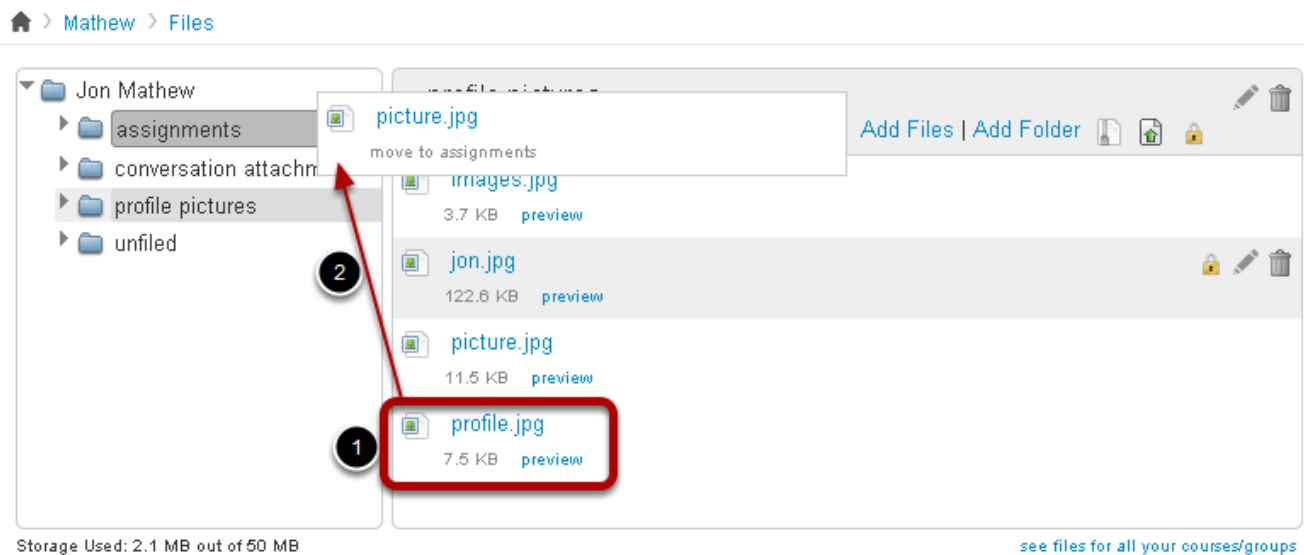 Mathew > Files
Jon Mathew
assignments
conversation attachm
profile pictures
unfiled
profile pictures
picture.jpg
move to assignments
Add Files | Add Folder
images.jpg
3.7 KB preview
jon.jpg
122.6 KB preview
2
picture.jpg
11.5 KB preview
1
profile.jpg
7.5 KB preview
Storage Used: 2.1 MB out of 50 MB
see files for all your courses/groups